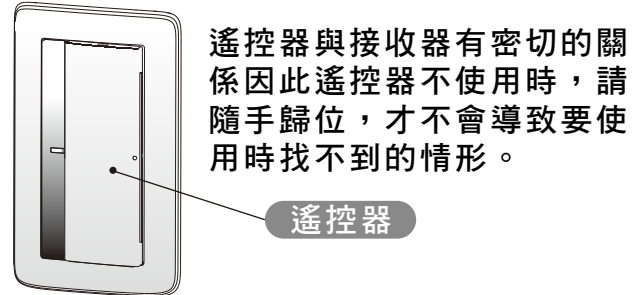 遙控器與接收器有密切的關
係因此遙控器不使用時，請
隨手歸位，才不會導致要使
用時找不到的情形。
遙控器